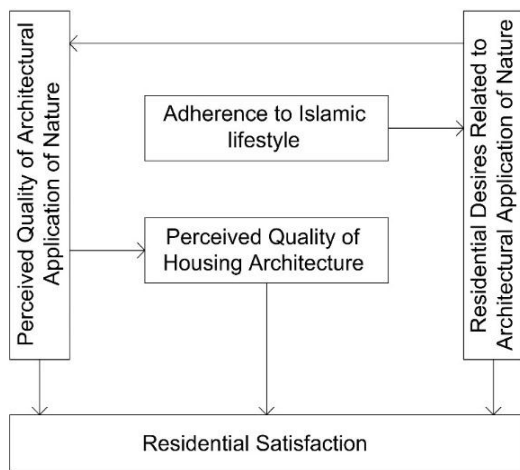 Perceived Quality of Architectural
Application of Nature
Adherence to Islamic
lifestyle
Perceived Quality of
Housing Architecture
Residential Desires Related to
Architectural Application of Nature
Residential Satisfaction